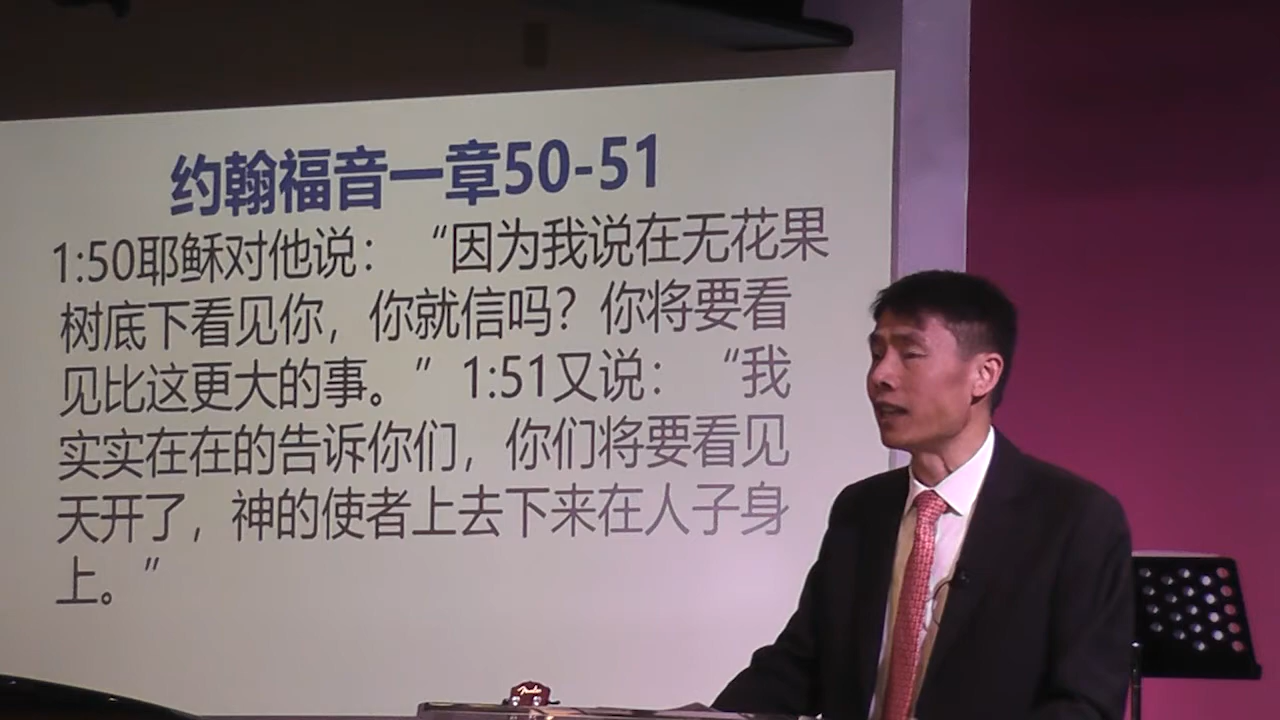 约翰福音一章50-51
1:50耶稣对他说：“因为我说在无花果
树底下看见你，你就信吗？你将要看
见比这更大的事。”1:51又说：“我
实实在在的告诉你们，你们将要看见
天开了，神的使者上去下来在人子身
上。”
Fender